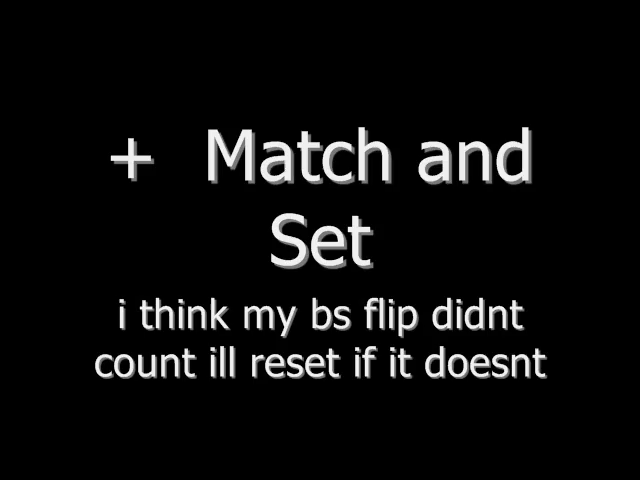 +  Match and
Set
i think my bs flip didnt
count ill reset if it doesnt